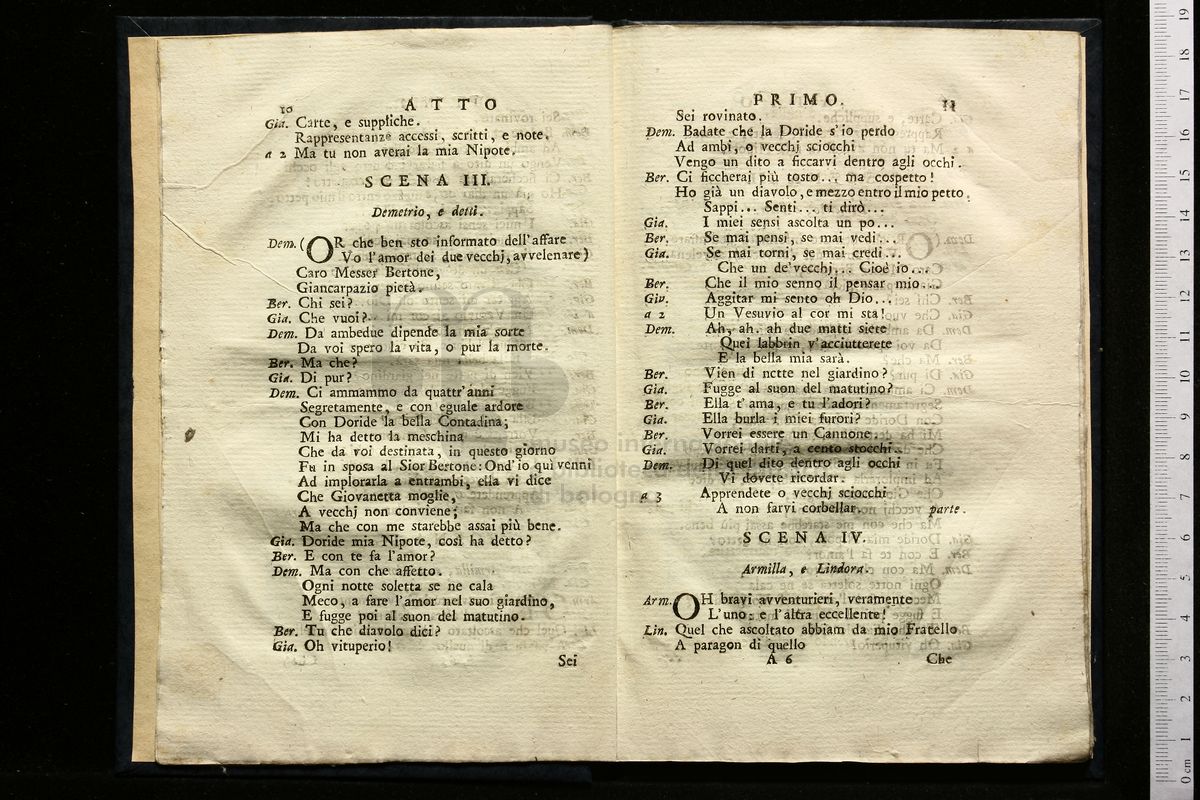 10 ATTO
Gia. Carte, e suppliche.
Rappresentanze accessi, scritti, e note.
a 2 Ma tu non averai la mia Nipote.
SCENA III.
Demetrio, e detti.
Dem. (OR che ben sto informato dell'affare
Vo l'amor dei due vecchj, avvelenare)
Caro Messer Bertone,
Giancarpazio pietà.
Ber. Chi sei?
Gia. Che vuoi?
Dem. Da ambedue dipende la mia sorte
Da voi spero la vita, o pur la morte.
Ber. Ma che?
Gia. Di pur?
Dem. Ci ammammo da quattr'anni
Segretamente, e con eguale ardore
Con Doride la bella Contadina;
Mi ha detto la meschina
Che da voi destinata, in questo giorno
Fu in sposa al Sior Bertone: Ond'io quì venni
Ad implorarla a entrambi, ella vi dice
Che Giovanetta moglie,
A vecchj non conviene;
Ma che con me starebbe assai più bene.
Gia. Doride mia Nipote, così ha detto?
Ber. E con te fa l'amor?
Dem. Ma con che affetto.
Ogni notte soletta se ne cala
Meco, a fare l'amor nel suo giardino,
E fugge poi al suon del matutino.
Ber. Tu che diavolo dici?
Gia. Oh vituperio!
Sei
PRIMO. 11
Sei rovinato.
Dem. Badate che la Doride s'io perdo
Ad ambi, o vecchj sciocchi
Vengo un dito a ficcarvi dentro agli occhi.
Ber. Ci ficcherai più tosto... ma cospetto!
Ho già un diavolo, e mezzo entro il mio petto.
Sappi... Senti... ti dirò...
Gia. I miei sensi ascolta un po...
Ber. Se mai pensi, se mai vedi...
Gia. Se mai torni, se mai credi...
Che un de'vecchj... Cioè io...
Ber. Che il mio senno il pensar mio...
Gia. Aggitar mi sento oh Dio...
a 2 Un Vesuvio al cor mi sta!
Dem. Ah, ah. ah due matti siete
Quei labbrin v'acciutterete
E la bella mia sarà.
Ber. Vien di notte nel giardino?
Gia. Fugge al suon del matutino?
Ber. Ella t'ama, e tu l'adori?
Gia. Ella burla i miei furori?
Ber. Vorrei essere un Cannone.
Gia. Vorrei darti, a cento stocchi.
Dem. Di quel dito dentro agli occhi
Vi dovete ricordar.
a 3 Apprendete o vecchj sciocchi
A non farvi corbellar. parte.
SCENA IV.
Armilla, e Lindora.
Arm. OH bravi avventurieri, veramente
L'uno: e l'altra eccellente!
Lin. Quel che ascoltato abbiam da mio Fratello
A paragon di quello
A 6 Che